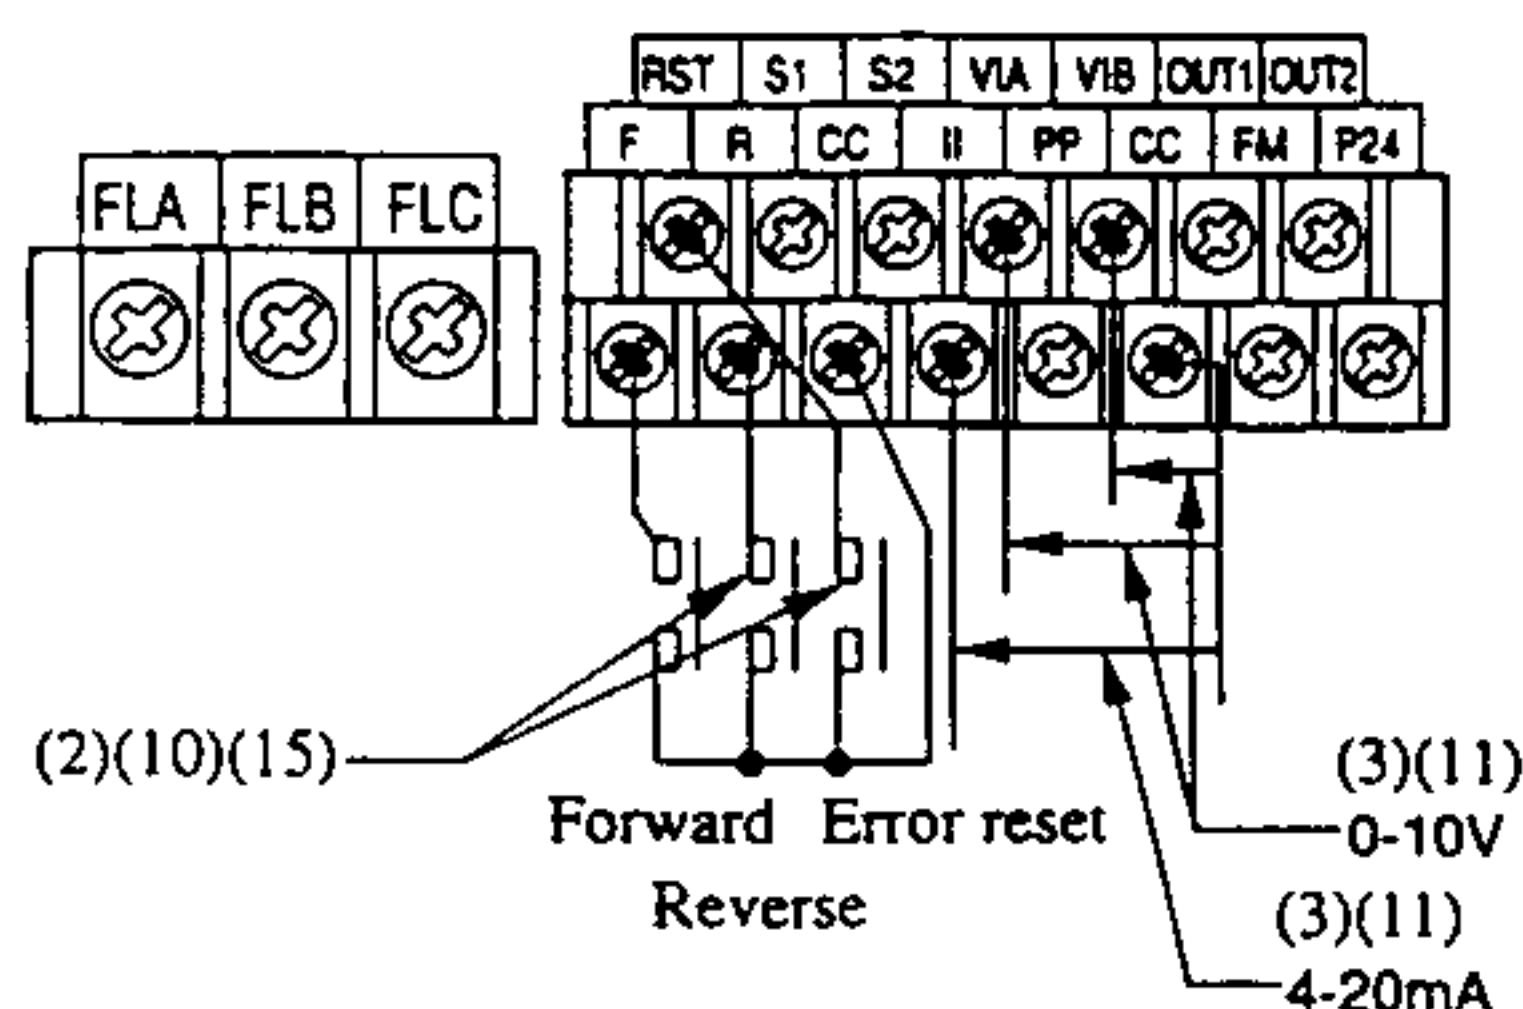 RST S1 S2 VIA VIB OUT1 OUT2
F R CC II PP CC FM P24
FLA FLB FLC
(2)(10)(15)
Forward Error reset
Reverse
(3)(11)
0-10V
(3)(11)
4-20mA